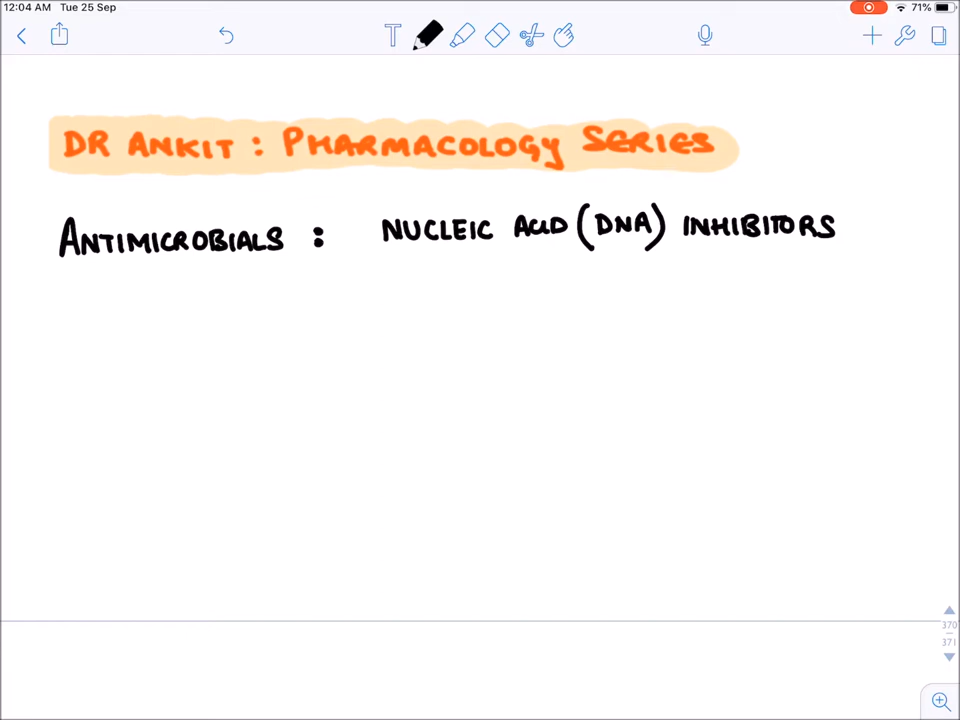 12:04 AM Tue 25 Sep 71%
T
DR ANKIT : PHARMACOLOGY SERIES
ANTIMICROBIALS : NUCLEIC ACID (DNA) INHIBITORS
370
371